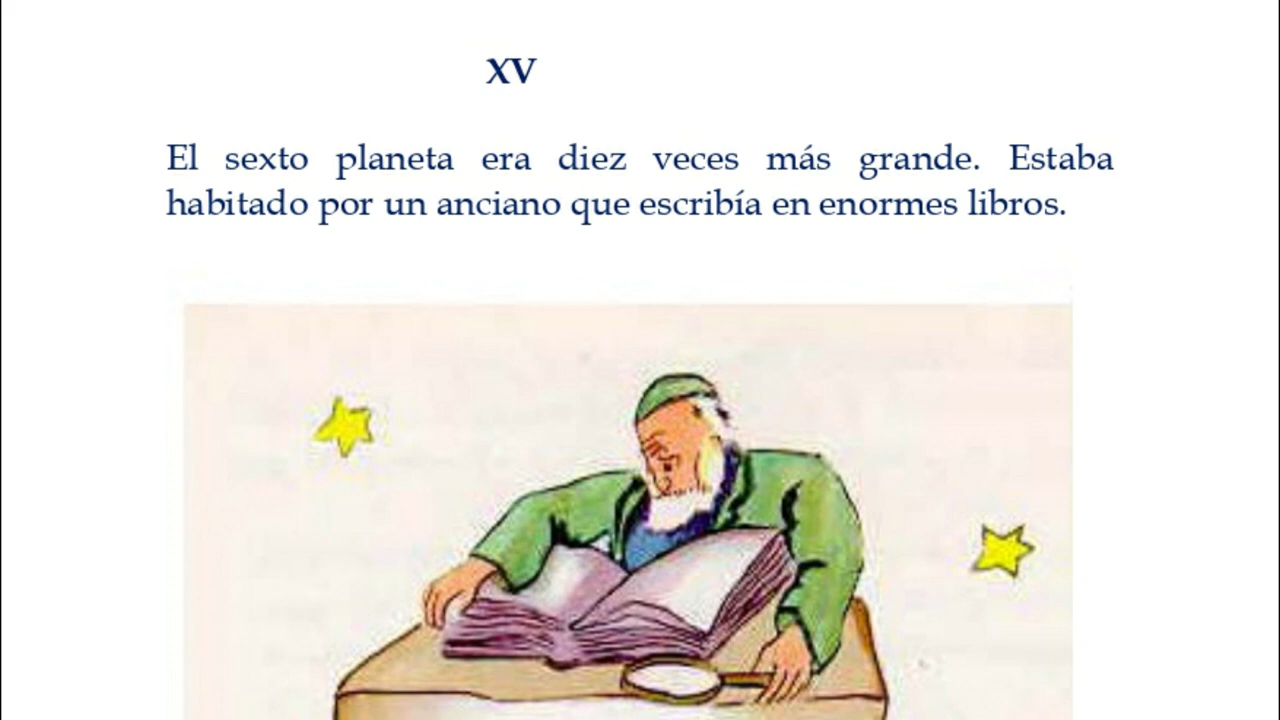 XV
El sexto planeta era diez veces más grande. Estaba
habitado por un anciano que escribía en enormes libros.